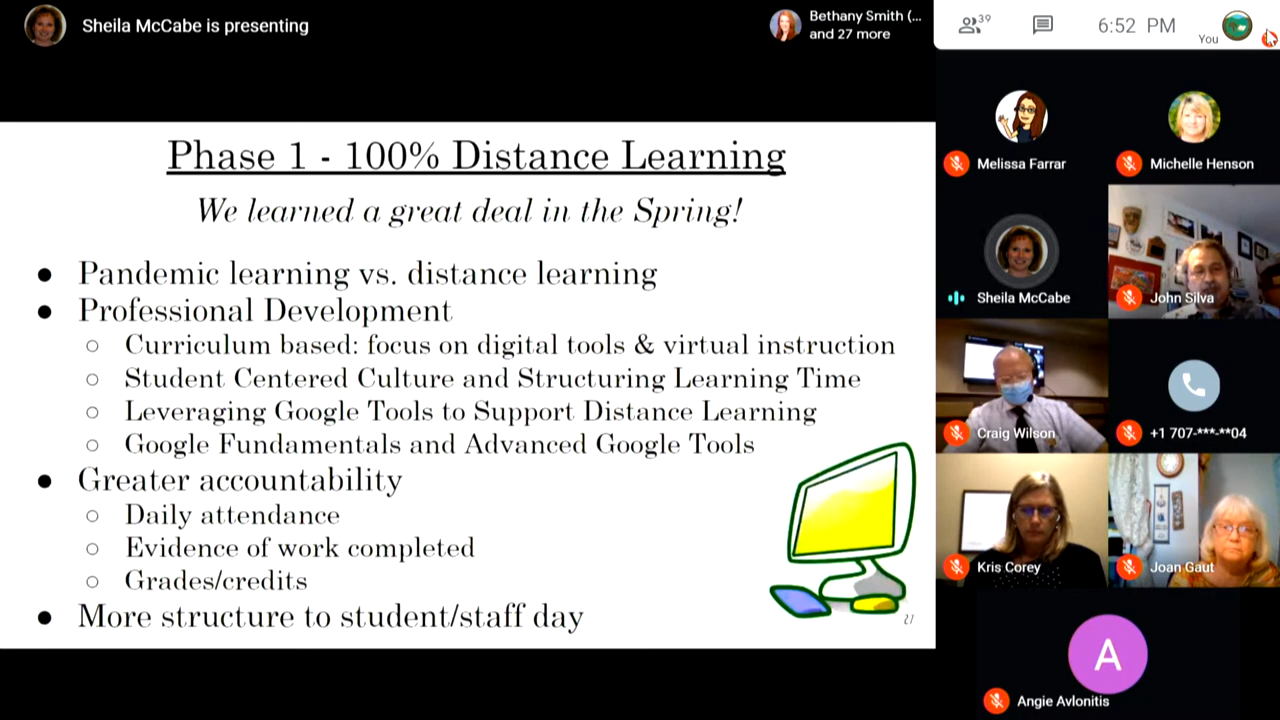 Sheila McCabe is presenting
Bethany Smith (...
and 27 more
39
6:52 PM
You
Phase 1 - 100% Distance Learning
We learned a great deal in the Spring!
● Pandemic learning vs. distance learning
● Professional Development
○ Curriculum based: focus on digital tools & virtual instruction
○ Student Centered Culture and Structuring Learning Time
○ Leveraging Google Tools to Support Distance Learning
○ Google Fundamentals and Advanced Google Tools
● Greater accountability
○ Daily attendance
○ Evidence of work completed
○ Grades/credits
● More structure to student/staff day
21
Melissa Farrar
Michelle Henson
Sheila McCabe
John Silva
Craig Wilson
+1 707-***-**04
Kris Corey
Joan Gaut
A
Angie Avlonitis